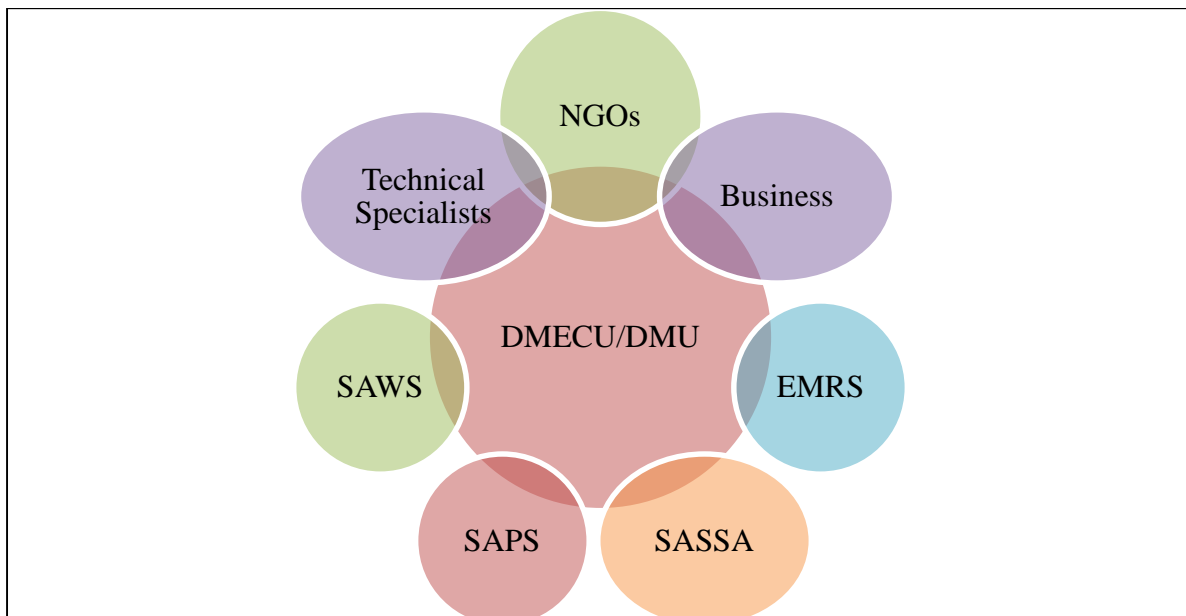 NGOs
Technical
Specialists
Business
DMECU/DMU
SAWS
EMRS
SAPS
SASSA